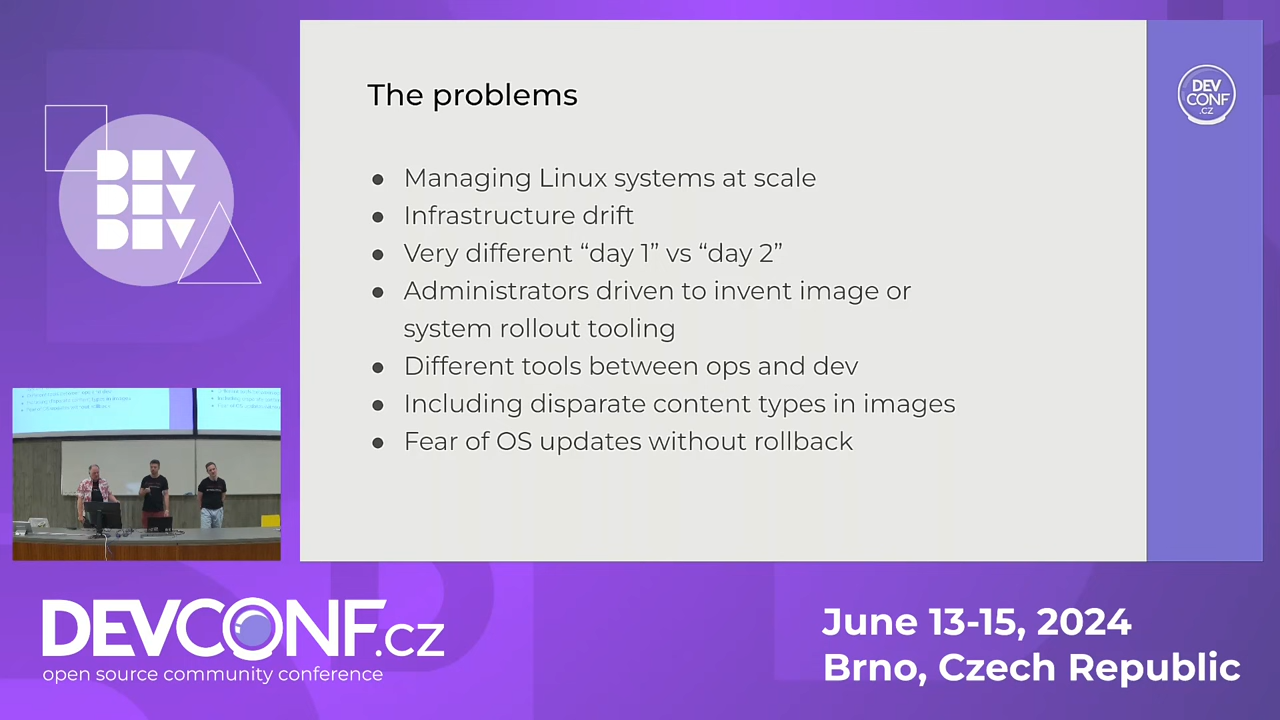 The problems
DEV
CONF
.CZ
DEV
DEV
DEV
● Managing Linux systems at scale
● Infrastructure drift
● Very different “day 1” vs “day 2”
● Administrators driven to invent image or
system rollout tooling
● Different tools between ops and dev
● Including disparate content types in images
● Fear of OS updates without rollback
DEVCONF.cz
open source community conference
June 13-15, 2024
Brno, Czech Republic